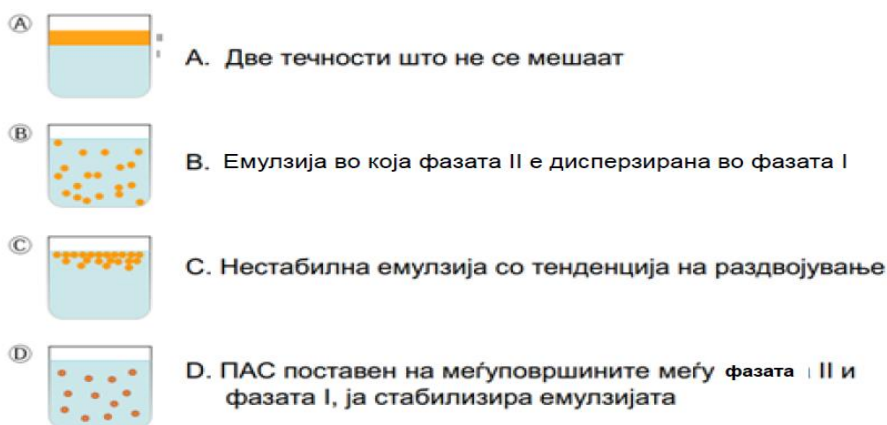 Ⓐ
II
I
A. Две течности што не се мешаат
Ⓑ
B. Емулзија во која фазата II е дисперзирана во фазата I
Ⓒ
C. Нестабилна емулзија со тенденција на раздвојување
Ⓓ
D. ПАС поставен на меѓуповршините меѓу фазата II и
фазата I, ја стабилизира емулзијата